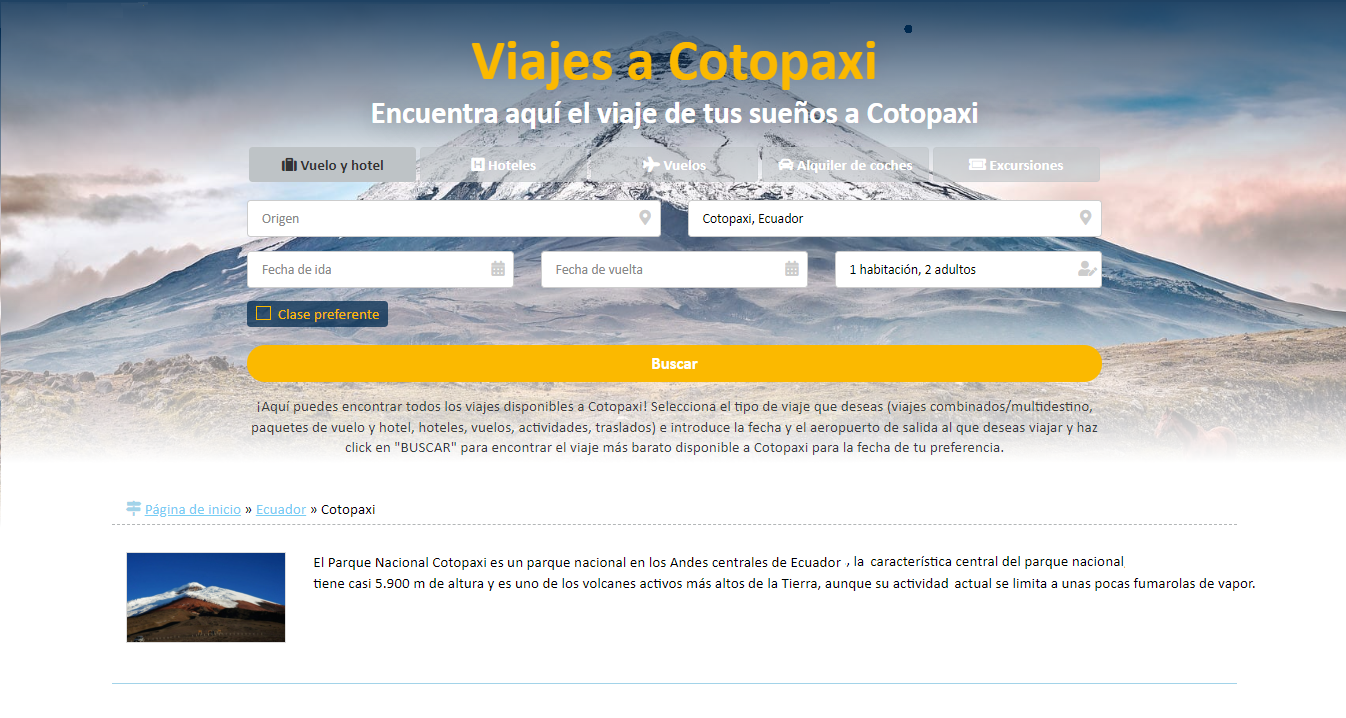 Viajes a Cotopaxi
Encuentra aquí el viaje de tus sueños a Cotopaxi
Vuelo y hotel
Hoteles
Vuelos
Alquiler de coches
Excursiones
Origen
Cotopaxi, Ecuador
Fecha de ida
Fecha de vuelta
1 habitación, 2 adultos
Clase preferente
Buscar
¡Aquí puedes encontrar todos los viajes disponibles a Cotopaxi! Selecciona el tipo de viaje que deseas (viajes combinados/multidestino,
paquetes de vuelo y hotel, hoteles, vuelos, actividades, traslados) e introduce la fecha y el aeropuerto de salida al que deseas viajar y haz
click en "BUSCAR" para encontrar el viaje más barato disponible a Cotopaxi para la fecha de tu preferencia.
Página de inicio » Ecuador » Cotopaxi
El Parque Nacional Cotopaxi es un parque nacional en los Andes centrales de Ecuador , la característica central del parque nacional
tiene casi 5.900 m de altura y es uno de los volcanes activos más altos de la Tierra, aunque su actividad actual se limita a unas pocas fumarolas de vapor.